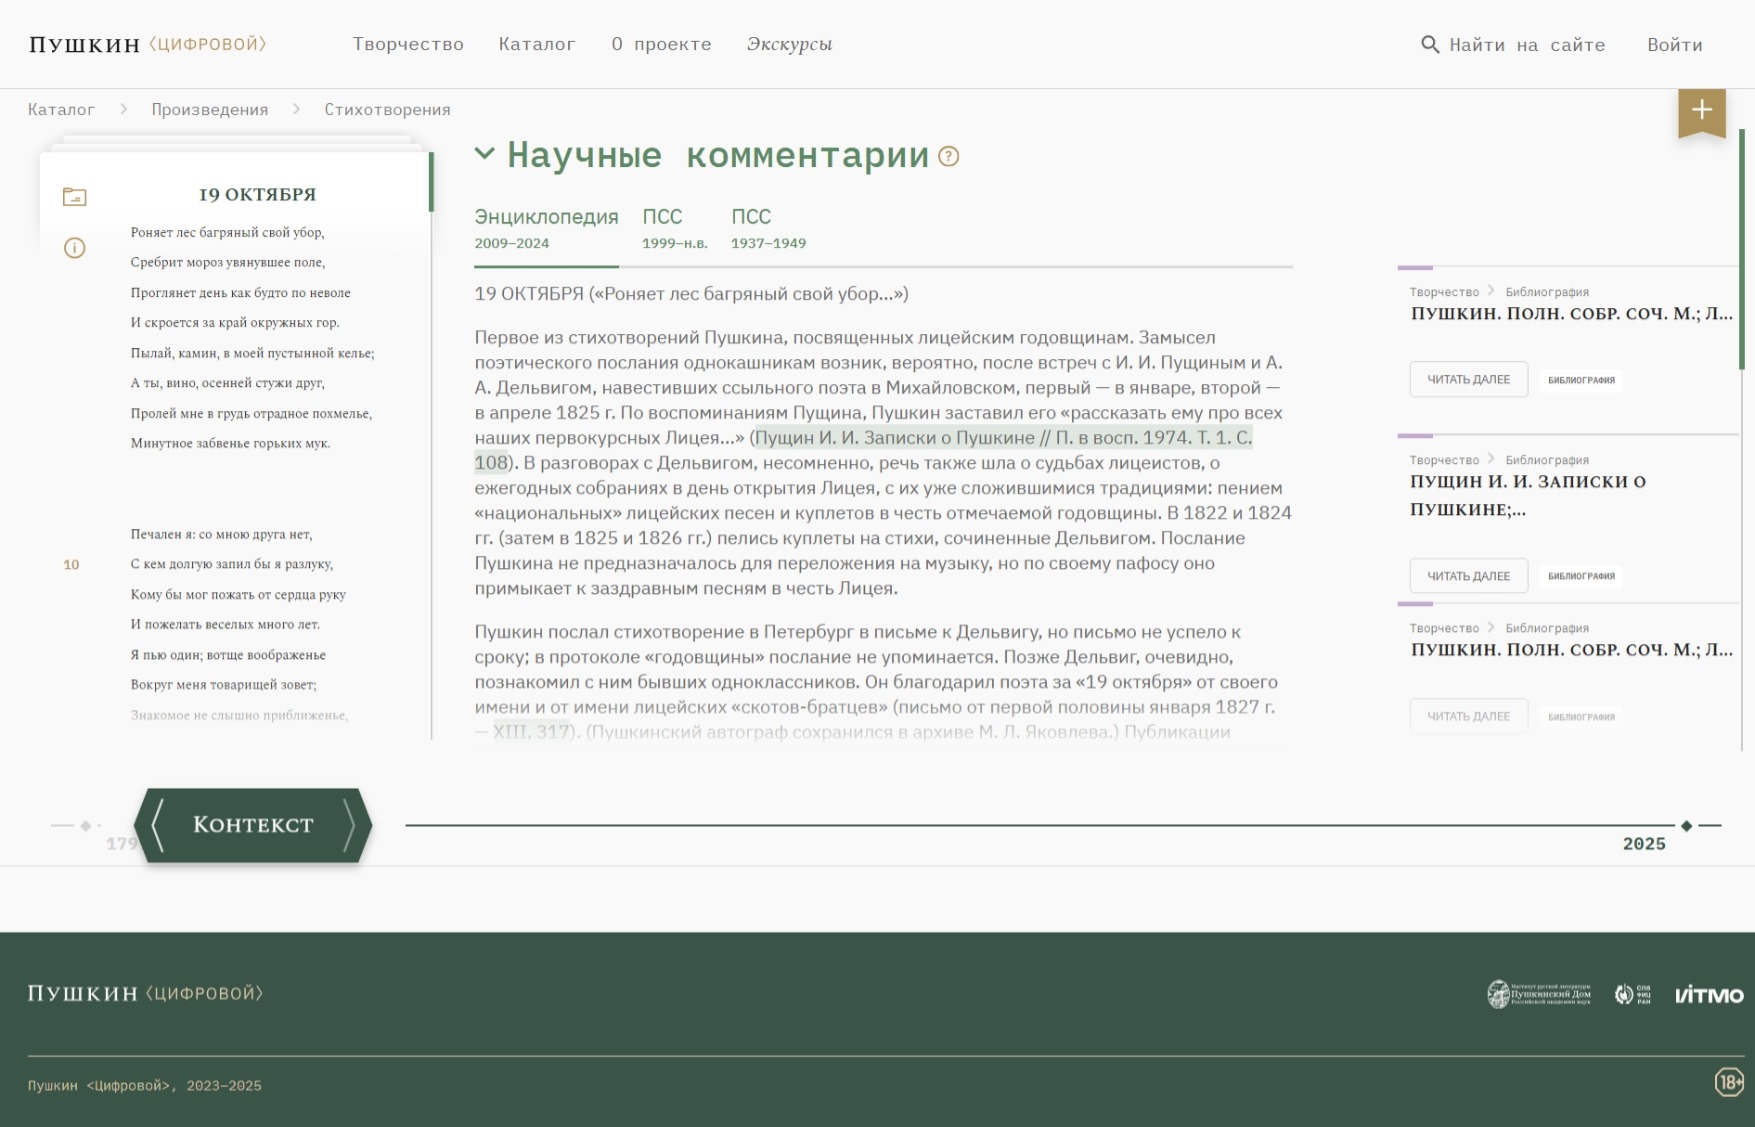 Пушкин 〈ЦИФРОВОЙ〉
Творчество
Каталог
О проекте
Экскурсы
Найти на сайте
Войти
Каталог
Произведения
Стихотворения
19 ОКТЯБРЯ
Роняет лес багряный свой убор,
Сребрит мороз увянувшее поле,
Проглянет день как будто по неволе
И скроется за край окружных гор.
Пылай, камин, в моей пустынной келье;
А ты, вино, осенней стужи друг,
Пролей мне в грудь отрадное похмелье,
Минутное забвенье горьких мук.
Печален я: со мною друга нет,
10 С кем долгую запил бы я разлуку,
Кому бы мог пожать от сердца руку
И пожелать веселых много лет.
Я пью один; вотще воображенье
Вокруг меня товарищей зовет;
Знакомое не слышно приближенье,
Научные комментарии ?
Энциклопедия
2009–2024
ПСС
1999–н.в.
ПСС
1937–1949
19 ОКТЯБРЯ («Роняет лес багряный свой убор...»)
Первое из стихотворений Пушкина, посвященных лицейским годовщинам. Замысел
поэтического послания однокашникам возник, вероятно, после встреч с И. И. Пущиным и А.
А. Дельвигом, навестивших ссыльного поэта в Михайловском, первый — в январе, второй —
в апреле 1825 г. По воспоминаниям Пущина, Пушкин заставил его «рассказать ему про всех
наших первокурсных Лицея...» (Пущин И. И. Записки о Пушкине // П. в восп. 1974. Т. 1. С.
108). В разговорах с Дельвигом, несомненно, речь также шла о судьбах лицеистов, о
ежегодных собраниях в день открытия Лицея, с их уже сложившимися традициями: пением
«национальных» лицейских песен и куплетов в честь отмечаемой годовщины. В 1822 и 1824
гг. (затем в 1825 и 1826 гг.) пелись куплеты на стихи, сочиненные Дельвигом. Послание
Пушкина не предназначалось для переложения на музыку, но по своему пафосу оно
примыкает к заздравным песням в честь Лицея.
Пушкин послал стихотворение в Петербург в письме к Дельвигу, но письмо не успело к
сроку; в протоколе «годовщины» послание не упоминается. Позже Дельвиг, очевидно,
познакомил с ним бывших одноклассников. Он благодарил поэта за «19 октября» от своего
имени и от имени лицейских «скотов-братцев» (письмо от первой половины января 1827 г.
— XIII, 317). (Пушкинский автограф сохранился в архиве М. Л. Яковлева.) Публикации
Творчество
Библиография
ПУШКИН. ПОЛН. СОБР. СОЧ. М.; Л...
ЧИТАТЬ ДАЛЕЕ
БИБЛИОГРАФИЯ
Творчество
Библиография
ПУЩИН И. И. ЗАПИСКИ О
ПУШКИНЕ;...
ЧИТАТЬ ДАЛЕЕ
БИБЛИОГРАФИЯ
Творчество
Библиография
ПУШКИН. ПОЛН. СОБР. СОЧ. М.; Л...
ЧИТАТЬ ДАЛЕЕ
БИБЛИОГРАФИЯ
179
Контекст
2025
Пушкин 〈ЦИФРОВОЙ〉
Институт русской литературы
Пушкинский Дом
Российской академии наук
СПб
ФИЦ
РАН
ИТМО
Пушкин <Цифровой>, 2023–2025
18+